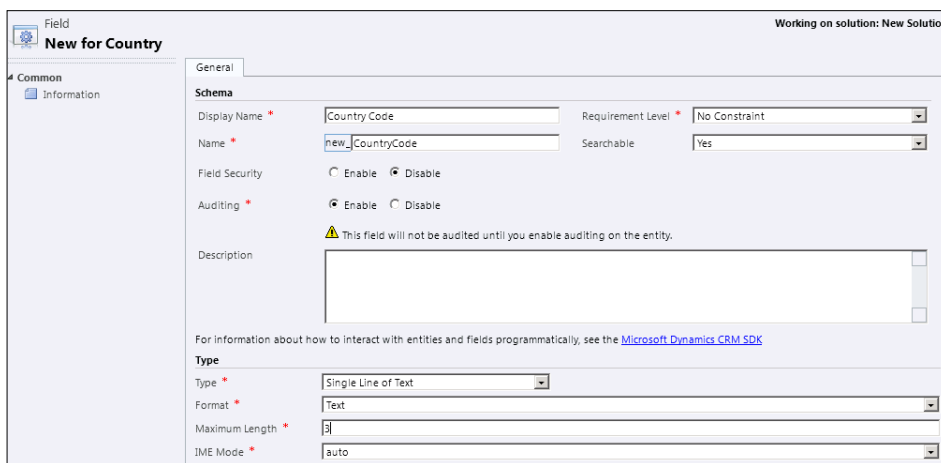 Field
Working on solution: New Solutio
New for Country
Common
Information
General
Schema
Display Name * Country Code Requirement Level * No Constraint
Name * new_ CountryCode Searchable Yes
Field Security Enable Disable
Auditing * Enable Disable
This field will not be audited until you enable auditing on the entity.
Description
For information about how to interact with entities and fields programmatically, see the Microsoft Dynamics CRM SDK
Type
Type * Single Line of Text
Format * Text
Maximum Length * 3
IME Mode * auto